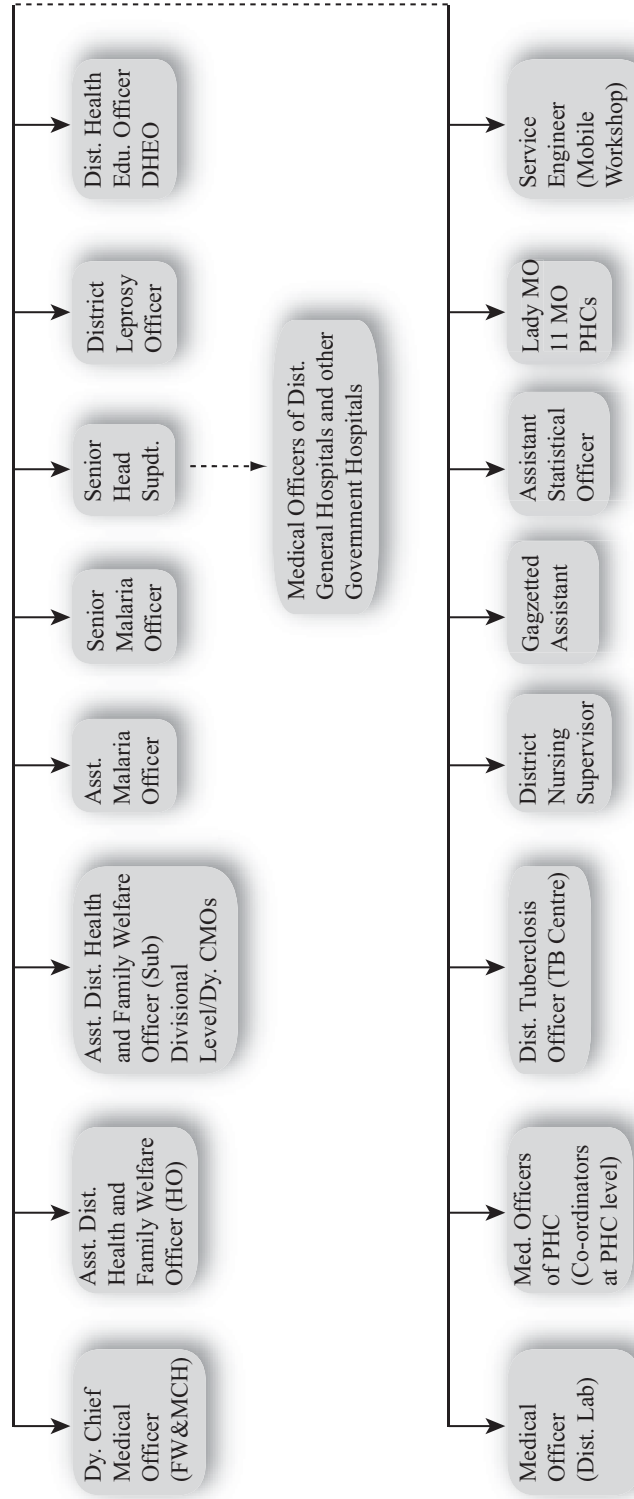 Dy. Chief
Medical
Officer
(FW&MCH)
Asst. Dist.
Health and
Family Welfare
Officer (HO)
Asst. Dist. Health
and Family Welfare
Officer (Sub)
Divisional
Level/Dy. CMOs
Asst.
Malaria
Officer
Senior
Malaria
Officer
Senior
Head
Supdt.
District
Leprosy
Officer
Dist. Health
Edu. Officer
DHEO
Medical Officers of Dist.
General Hospitals and other
Government Hospitals
Medical
Officer
(Dist. Lab)
Med. Officers
of PHC
(Co-ordinators
at PHC level)
Dist. Tuberclosis
Officer (TB Centre)
District
Nursing
Supervisor
Gagzetted
Assistant
Assistant
Statistical
Officer
Lady MO
11 MO
PHCs
Service
Engineer
(Mobile
Workshop)